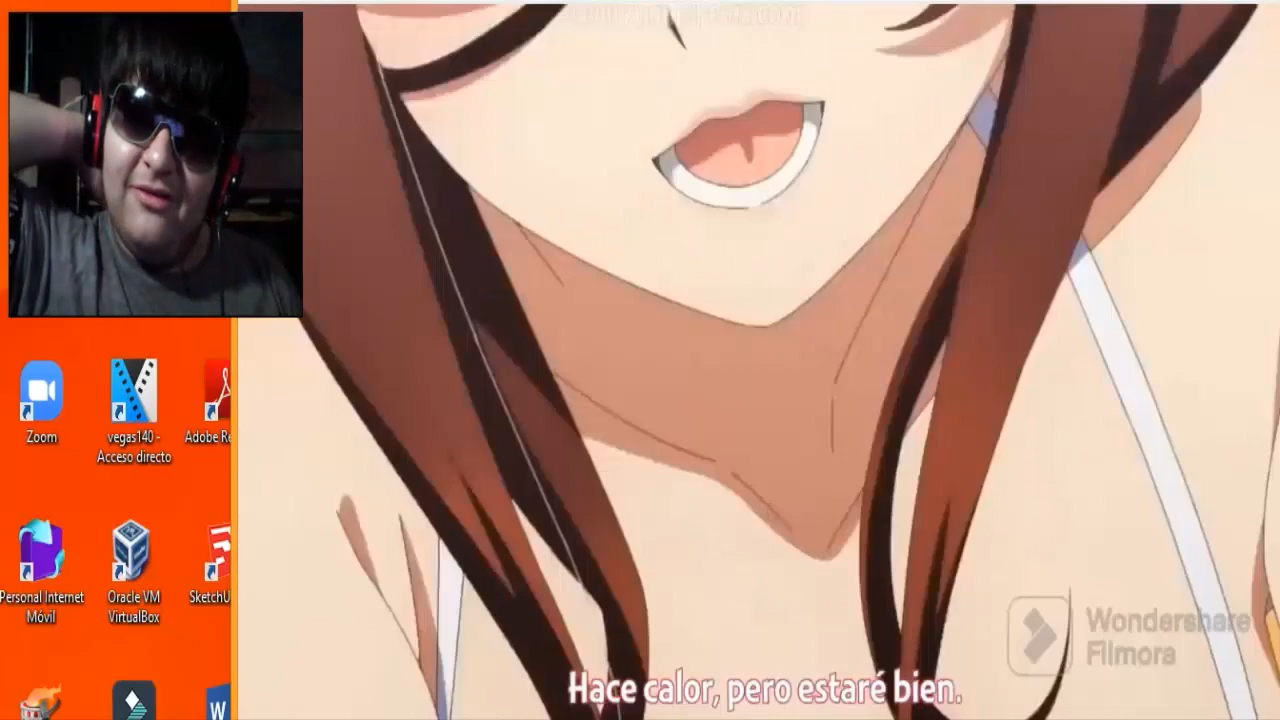 Zoom
vegas140 -
Acceso directo
Adobe Re
Personal Internet
Móvil
Oracle VM
VirtualBox
SketchU
W
Wondershare
Filmora
Hace calor, pero estaré bien.